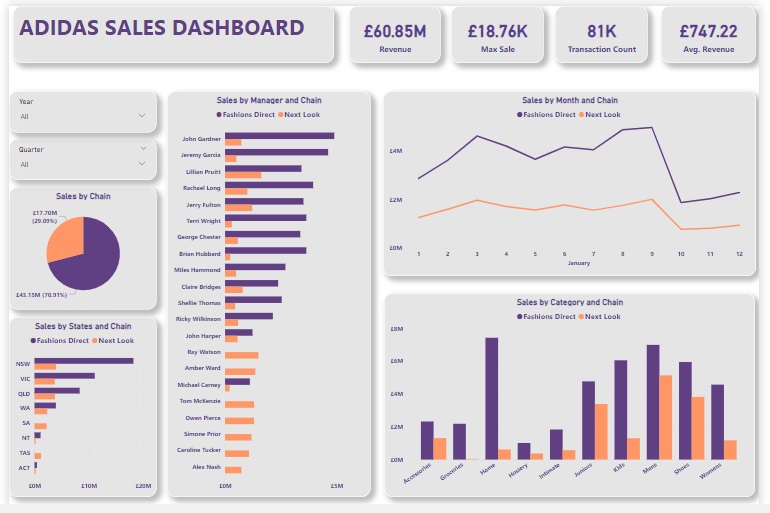 ADIDAS SALES DASHBOARD
£60.85M
Revenue
£18.76K
Max Sale
81K
Transaction Count
£747.22
Avg. Revenue
Year
All
Quarter
All
Sales by Chain
£17.70M
(29.09%)
£43.15M (70.91%)
Sales by States and Chain
Fashions Direct Next Look
NSW
VIC
QLD
WA
SA
NT
TAS
ACT
£0M £10M £20M
Sales by Manager and Chain
Fashions Direct Next Look
John Gardner
Jeremy Garcia
Lillian Pruitt
Rachael Long
Jerry Fulton
Terri Wright
George Chester
Brian Hubbard
Miles Hammond
Claire Bridges
Shellie Thomas
Ricky Wilkinson
John Harper
Ray Watson
Amber Ward
Michael Carney
Tom McKenzie
Owen Pierce
Simone Prior
Caroline Tucker
Alex Nash
£0M £5M
Sales by Month and Chain
Fashions Direct Next Look
£4M
£2M
£0M
1 2 3 4 5 6 7 8 9 10 11 12
January
Sales by Category and Chain
Fashions Direct Next Look
£8M
£6M
£4M
£2M
£0M
Accessories Groceries Home Hosiery Intimate Juniors Kids Mens Shoes Womens